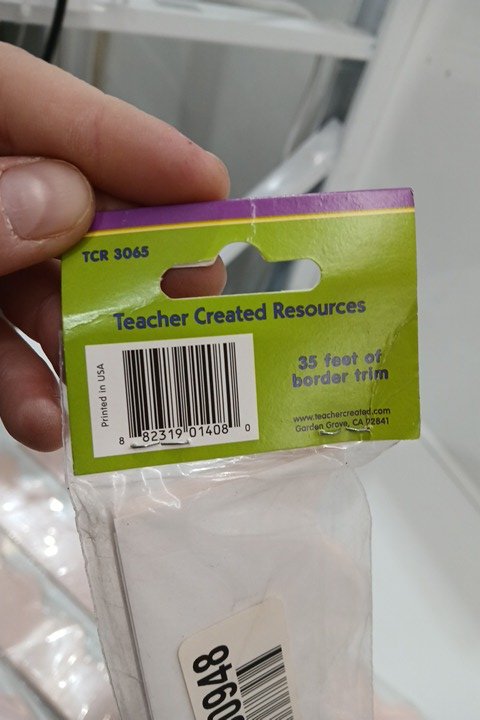 TCR 3065
Teacher Created Resources
Printed in USA
8 82319 01408 0
35 feet of
border trim
www.teachercreated.com
Garden Grove, CA 92841
0948